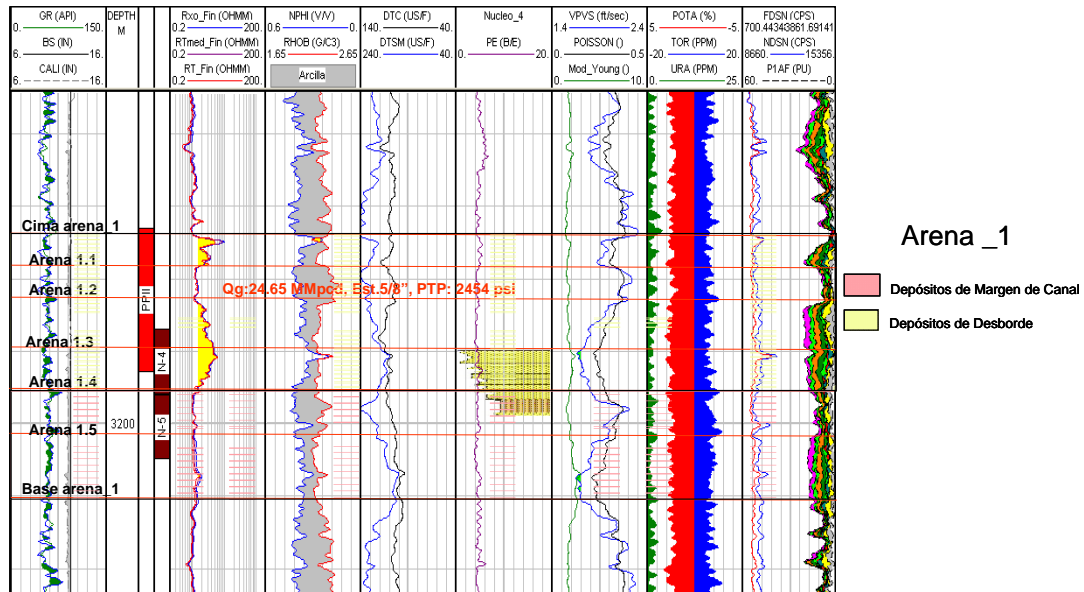 GR (API)
0. 150.
BS (IN)
6. 16.
CALI (IN)
6. 16.
DEPTH
M
Rxo_Fin (OHMM)
0.2 200.
RTmed_Fin (OHMM)
0.2 200.
RT_Fin (OHMM)
0.2 200.
NPHI (V/V)
0.6 0.
RHOB (G/C3)
1.65 2.65
Arcilla
DTC (US/F)
140. 40.
DTSM (US/F)
240. 40.
Nucleo_4
PE (B/E)
0. 20.
VPVS (ft/sec)
1.4 2.4
POISSON ()
0. 0.5
Mod_Young ()
0. 10.
POTA (%)
5. -5.
TOR (PPM)
-20. 20.
URA (PPM)
0. 25.
FDSN (CPS)
700.44343861.69141
NDSN (CPS)
8660. 15356.
P1AF (PU)
60. 0.
Cima arena_1
Arena 1.1
Arena 1.2
Qg:24.65 MMpcd, Est.5/8”, PTP: 2454 psi
PPII
Arena 1.3
N-4
Arena 1.4
3200
N-5
Arena 1.5
Base arena_1
Arena _1
Depósitos de Margen de Canal
Depósitos de Desborde